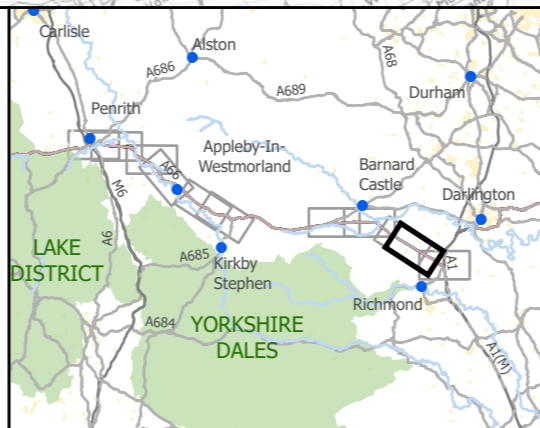 Carlisle
Alston
A686
A68
A689
Durham
Penrith
Appleby-In-
Westmorland
A66
Barnard
Castle
Darlington
M6
A6
LAKE
DISTRICT
A685
Kirkby
Stephen
A1
Richmond
A684
YORKSHIRE
DALES
A1(M)